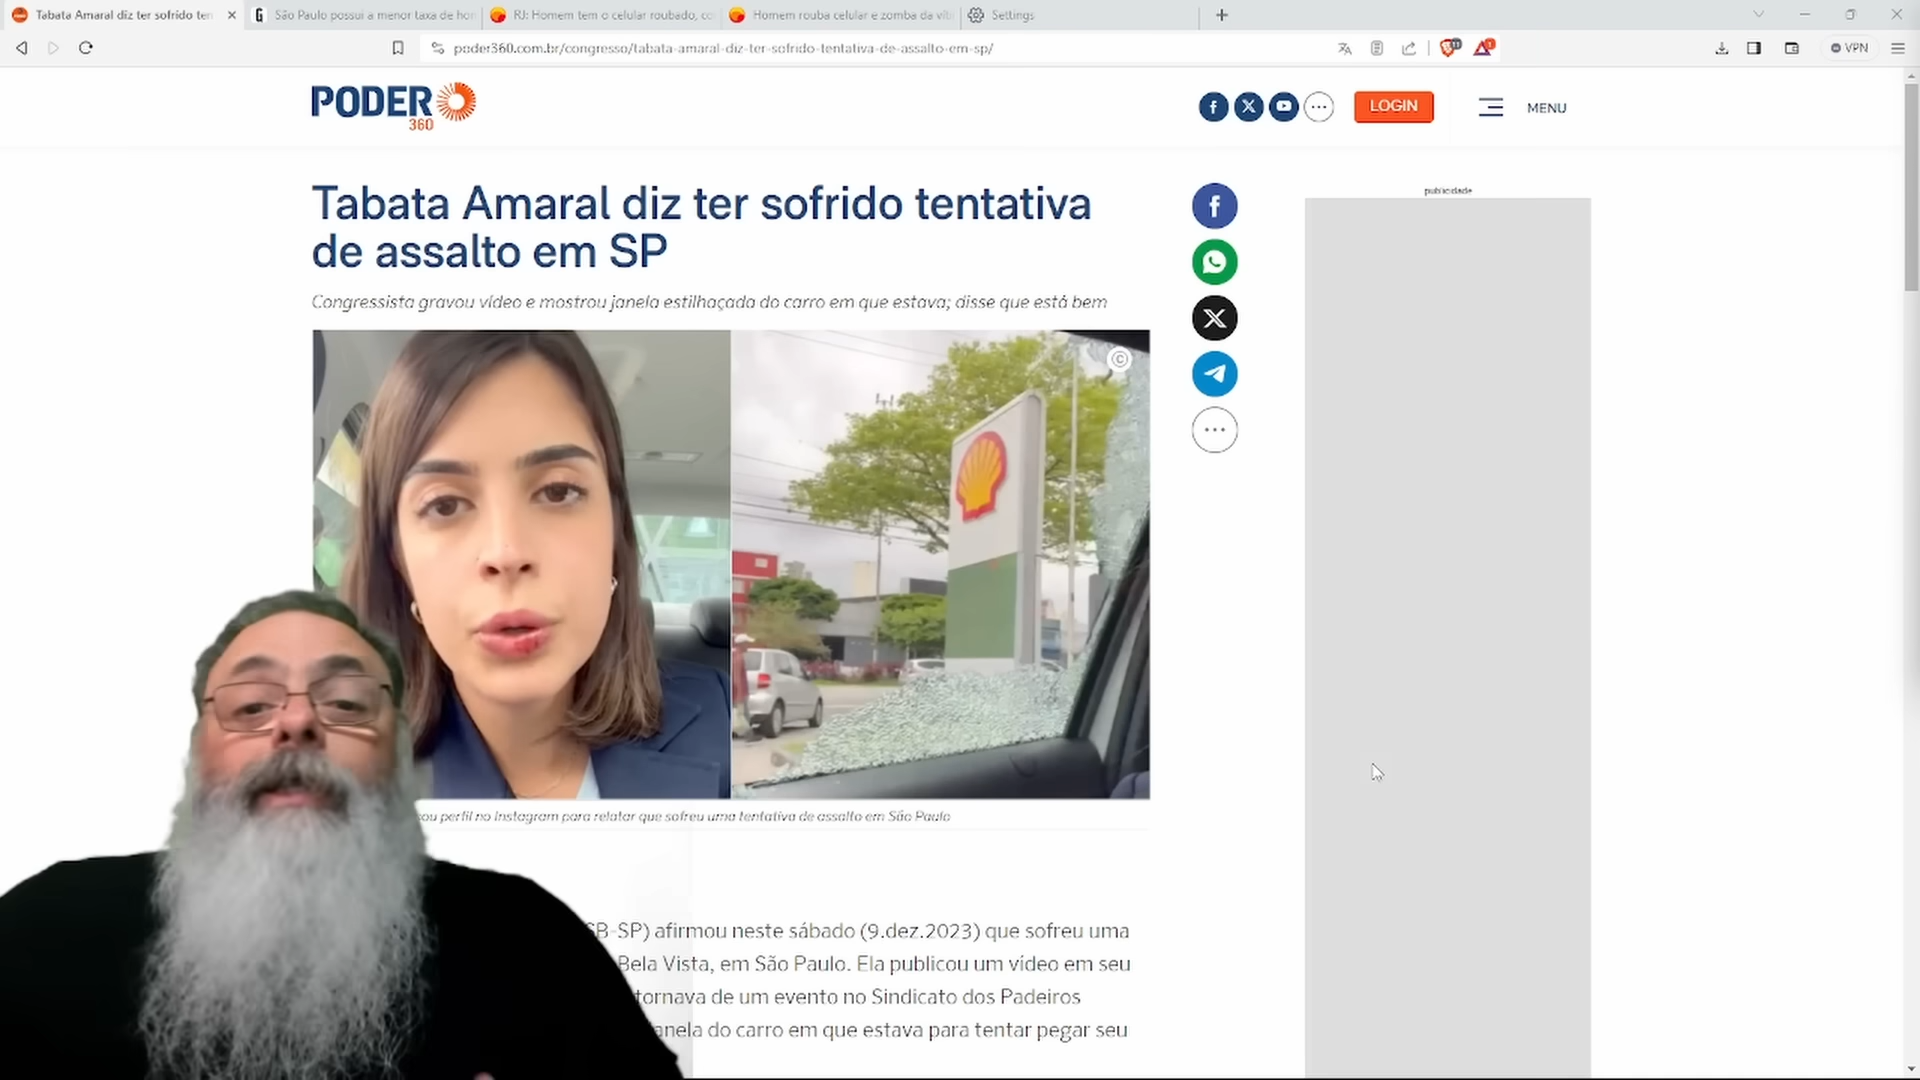 Tabata Amaral diz ter sofrido ten
São Paulo possui a menor taxa de hon
RJ: Homem tem o celular roubado, co
Homem rouba celular e zomba da víti
Settings
poder360.com.br/congresso/tabata-amaral-diz-ter-sofrido-tentativa-de-assalto-em-sp/
VPN
PODER
360
LOGIN
MENU
Tabata Amaral diz ter sofrido tentativa
de assalto em SP
publicidade
Congressista gravou vídeo e mostrou janela estilhaçada do carro em que estava; disse que está bem
ou perfil no Instagram para relatar que sofreu uma tentativa de assalto em São Paulo
SB-SP) afirmou neste sábado (9.dez.2023) que sofreu uma
Bela Vista, em São Paulo. Ela publicou um vídeo em seu
tornava de um evento no Sindicato dos Padeiros
janela do carro em que estava para tentar pegar seu